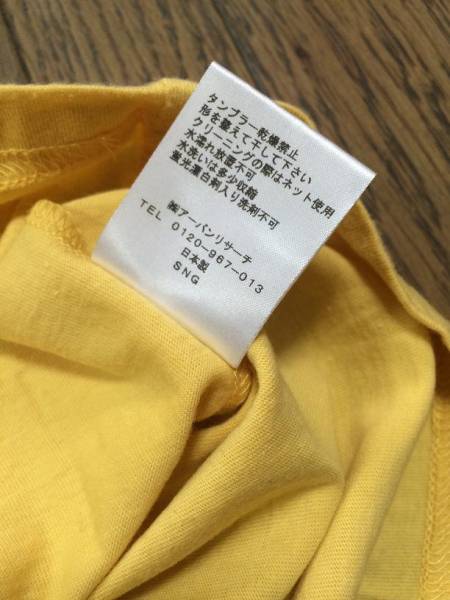 タンブラー乾燥禁止
形を整えて干して下さい
クリーニングの際はネット使用
水濡れ放置不可
水洗いは多少収縮
蛍光漂白剤入り洗剤不可
㈱アーバンリサーチ
TEL 0120-967-013
日本製
SNG